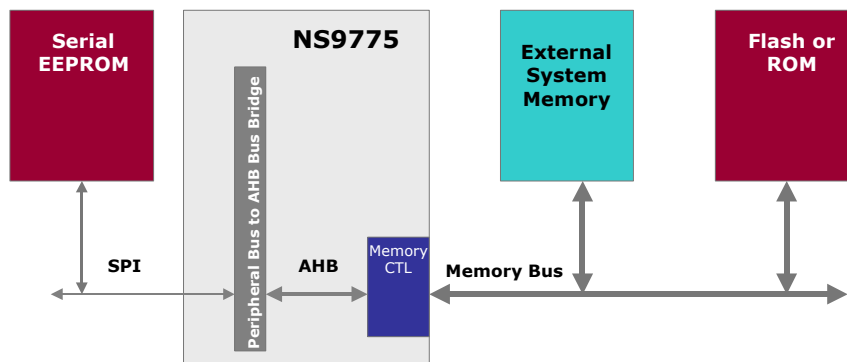 Serial
EEPROM
NS9775
External
System
Memory
Flash or
ROM
Peripheral Bus to AHB Bus Bridge
SPI
AHB
Memory
CTL
Memory Bus